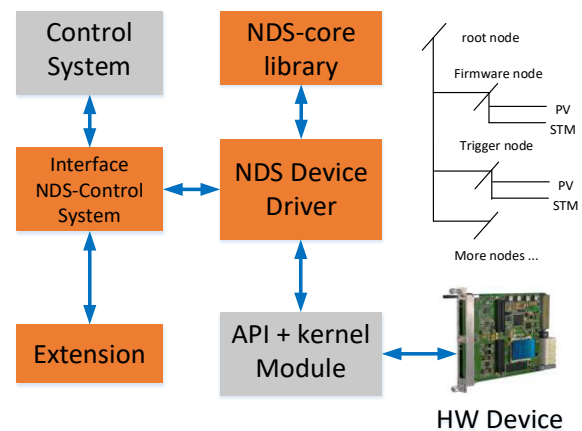 Control
System
NDS-core
library
root node
Firmware node
PV
STM
Trigger node
PV
STM
More nodes ...
Interface
NDS-Control
System
NDS Device
Driver
Extension
API + kernel
Module
HW Device